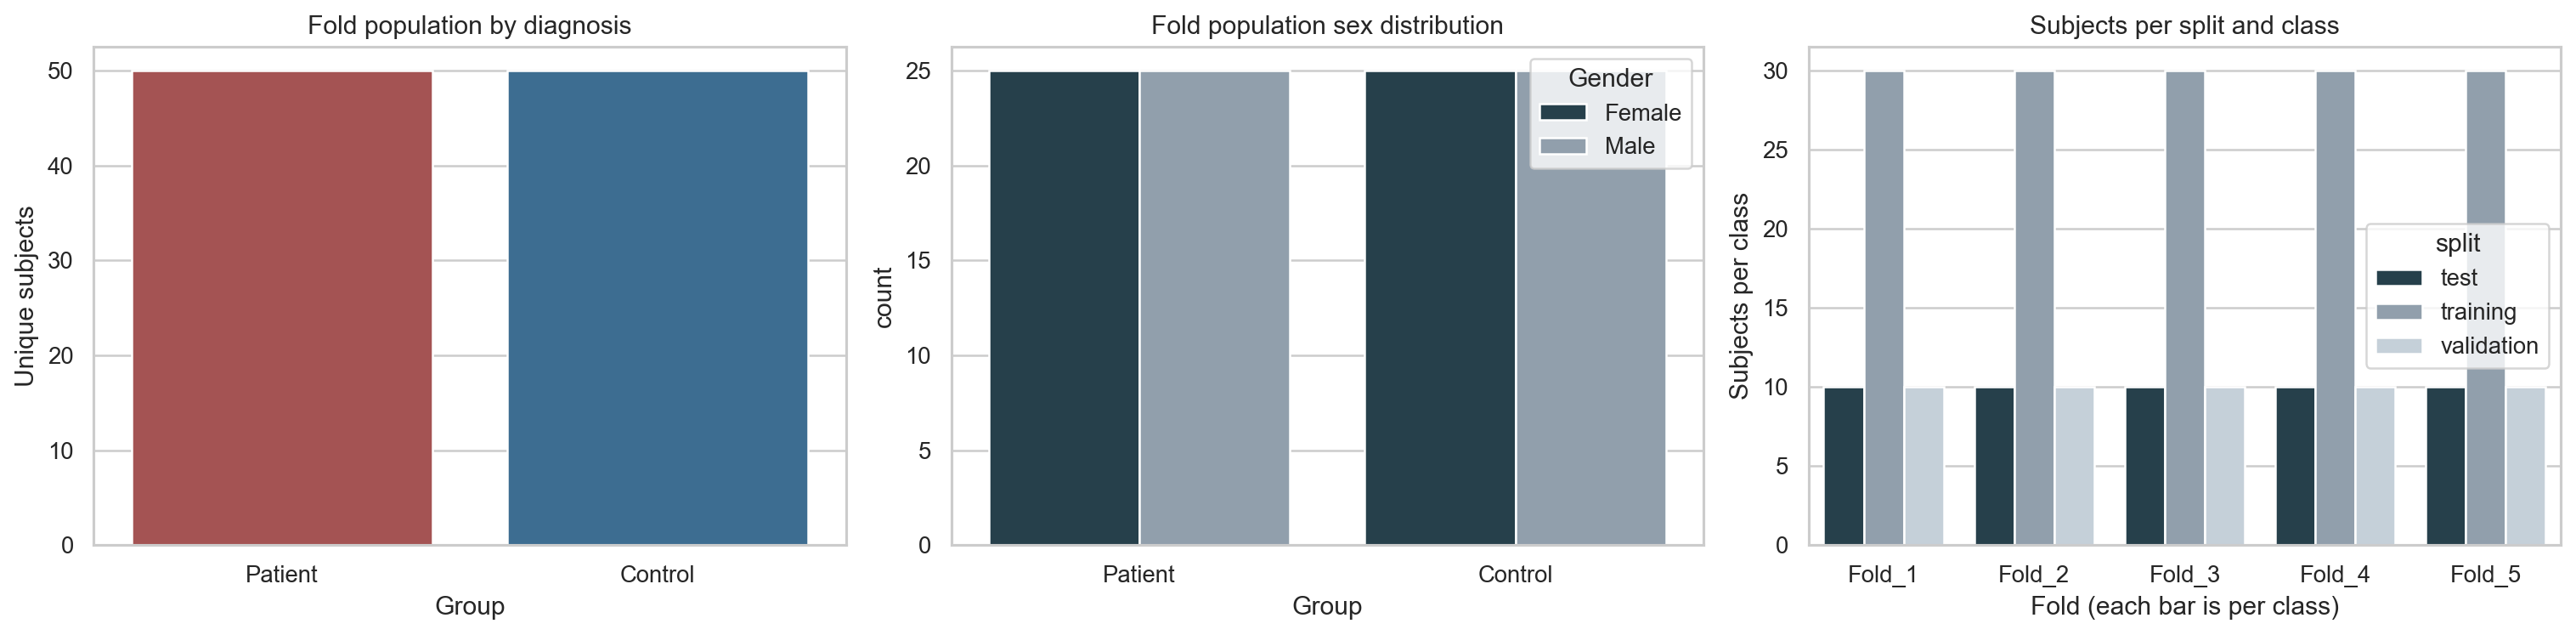 Fold population by diagnosis
Unique subjects
50
40
30
20
10
0
Patient
Control
Group
Fold population sex distribution
count
25
20
15
10
5
0
Gender
Female
Male
Patient
Control
Group
Subjects per split and class
Subjects per class
30
25
20
15
10
5
0
split
test
training
validation
Fold_1
Fold_2
Fold_3
Fold_4
Fold_5
Fold (each bar is per class)